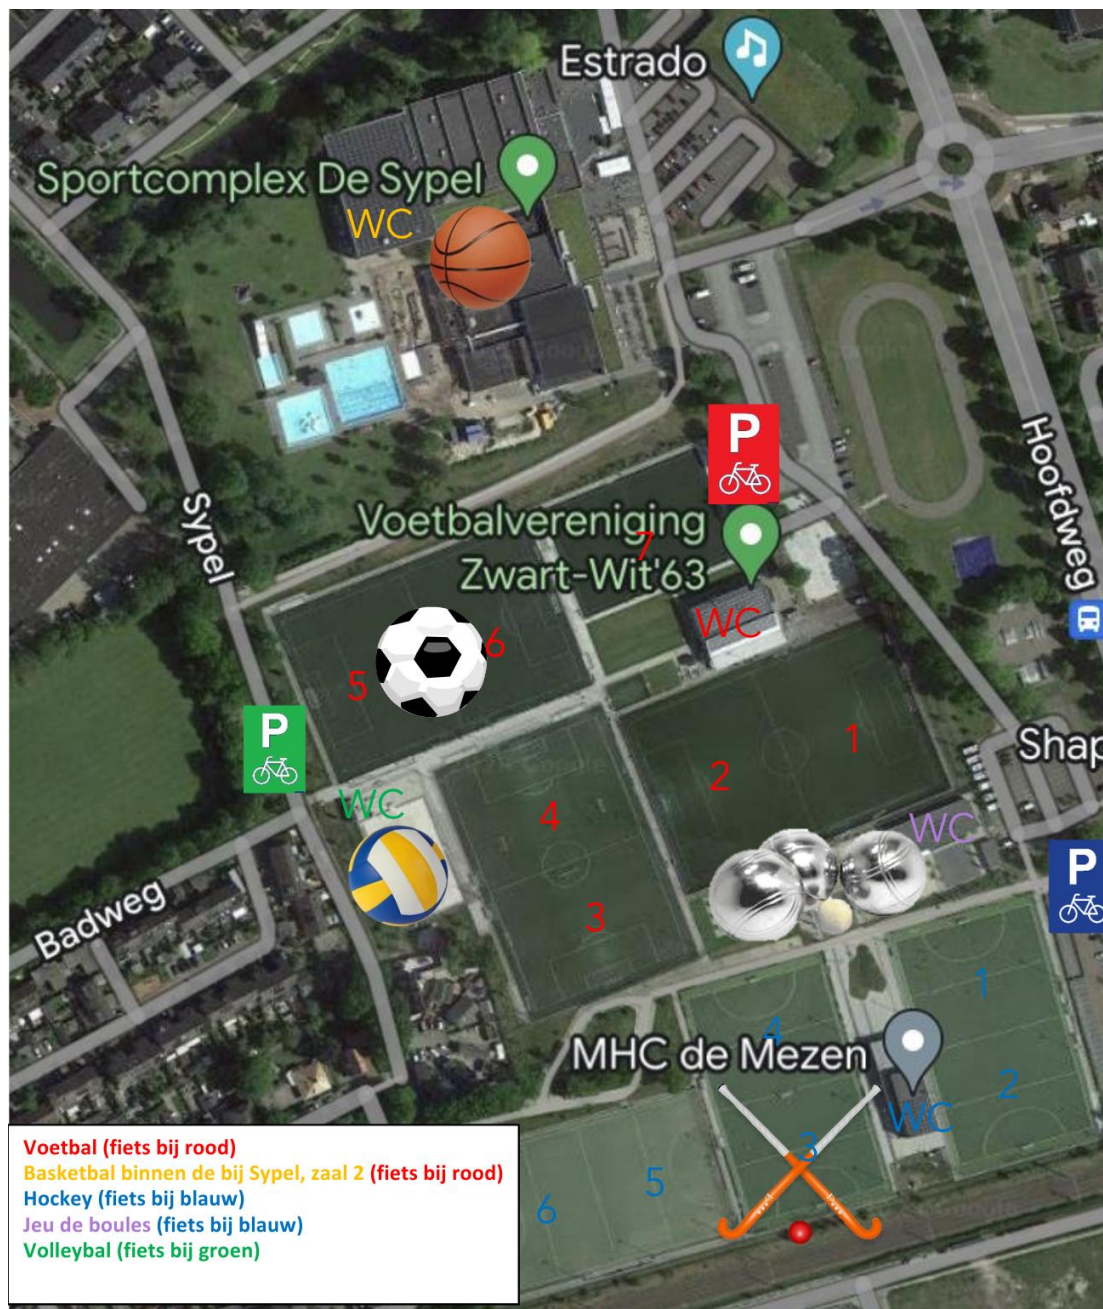 Estrado
Sportcomplex De Sypel
WC
P
Hoofdweg
Sypel
Voetbalvereniging
7
Zwart-Wit'63
WC
6
5
P
1
Shap
2
WC
4
WC
P
Badweg
3
1
4
MHC de Mezen
2
WC
3
5
6
Voetbal (fiets bij rood)
Basketbal binnen de bij Sypel, zaal 2 (fiets bij rood)
Hockey (fiets bij blauw)
Jeu de boules (fiets bij blauw)
Volleybal (fiets bij groen)